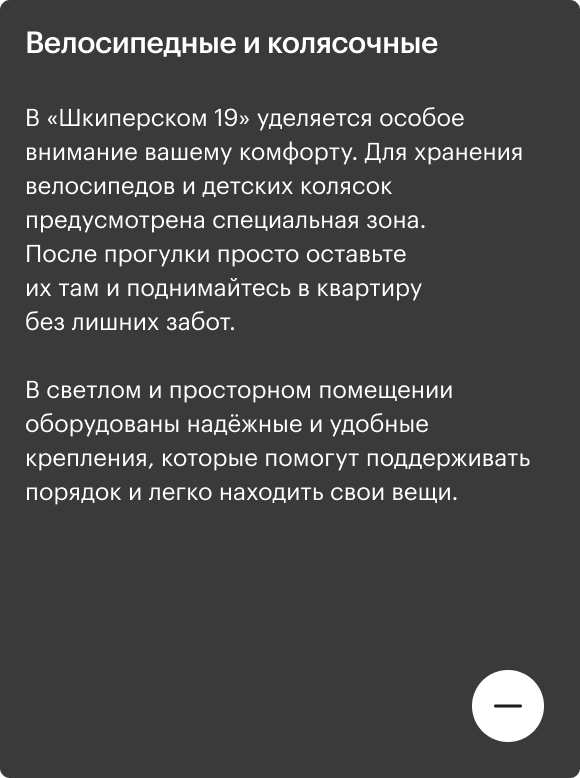 Велосипедные и колясочные
В «Шкиперском 19» уделяется особое
внимание вашему комфорту. Для хранения
велосипедов и детских колясок
предусмотрена специальная зона.
После прогулки просто оставьте
их там и поднимайтесь в квартиру
без лишних забот.
В светлом и просторном помещении
оборудованы надёжные и удобные
крепления, которые помогут поддерживать
порядок и легко находить свои вещи.